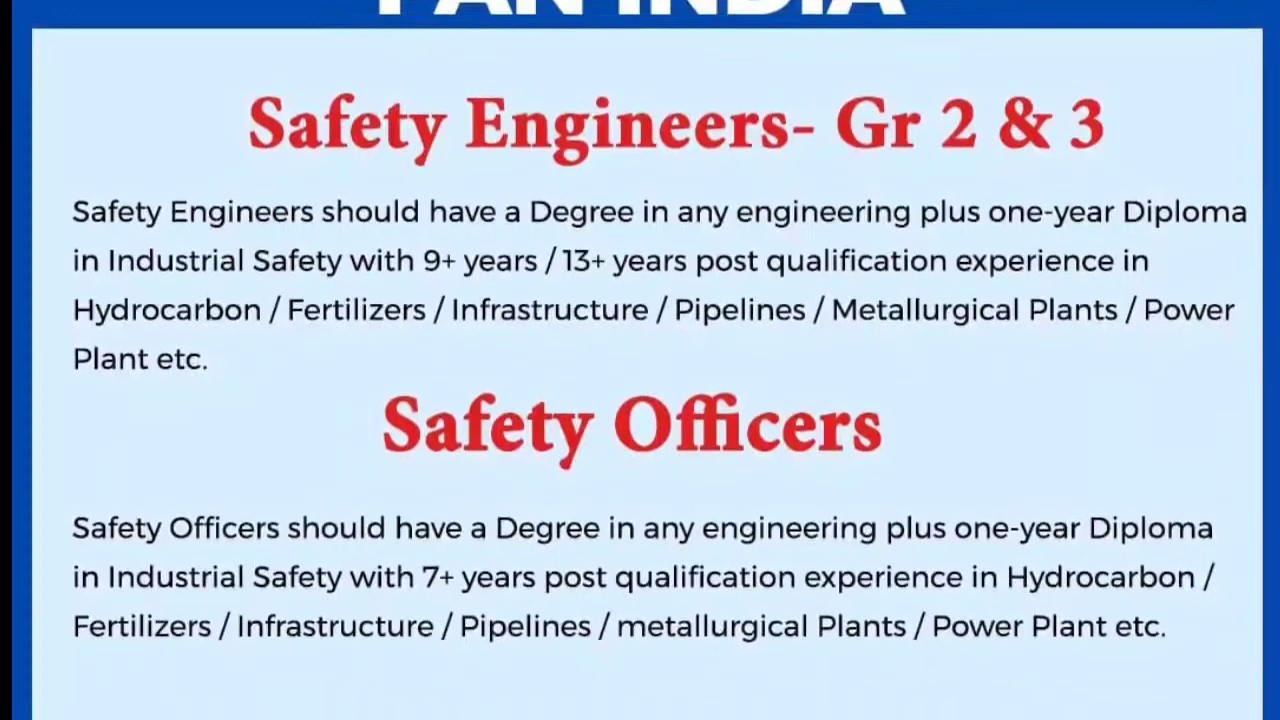 PAN INDIA
Safety Engineers- Gr 2 & 3
Safety Engineers should have a Degree in any engineering plus one-year Diploma
in Industrial Safety with 9+ years / 13+ years post qualification experience in
Hydrocarbon / Fertilizers / Infrastructure / Pipelines / Metallurgical Plants / Power
Plant etc.
Safety Officers
Safety Officers should have a Degree in any engineering plus one-year Diploma
in Industrial Safety with 7+ years post qualification experience in Hydrocarbon /
Fertilizers / Infrastructure / Pipelines / metallurgical Plants / Power Plant etc.